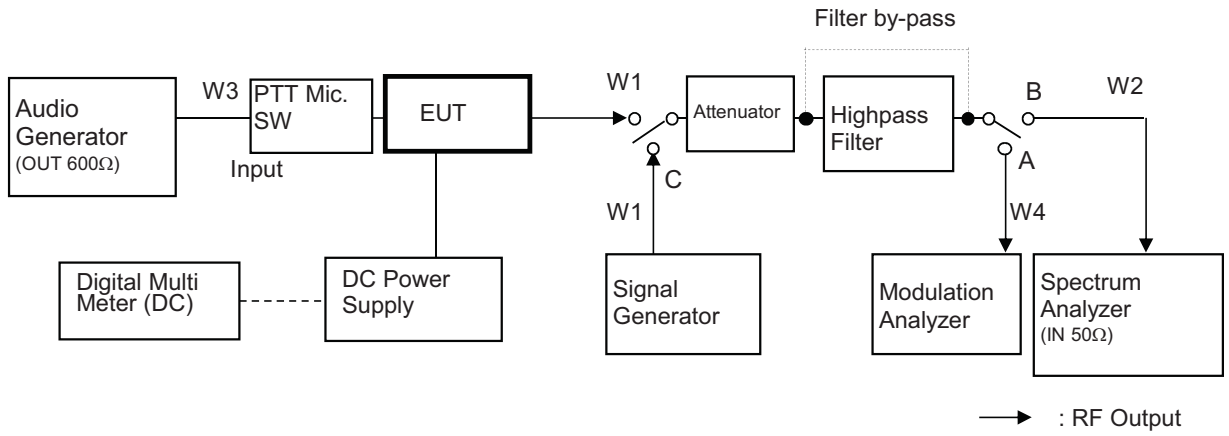 Filter by-pass
Audio
Generator
(OUT 600Ω)
W3
PTT Mic.
SW
Input
EUT
W1
Attenuator
Highpass
Filter
B
W2
A
C
W1
W4
Digital Multi
Meter (DC)
DC Power
Supply
Signal
Generator
Modulation
Analyzer
Spectrum
Analyzer
(IN 50Ω)
: RF Output